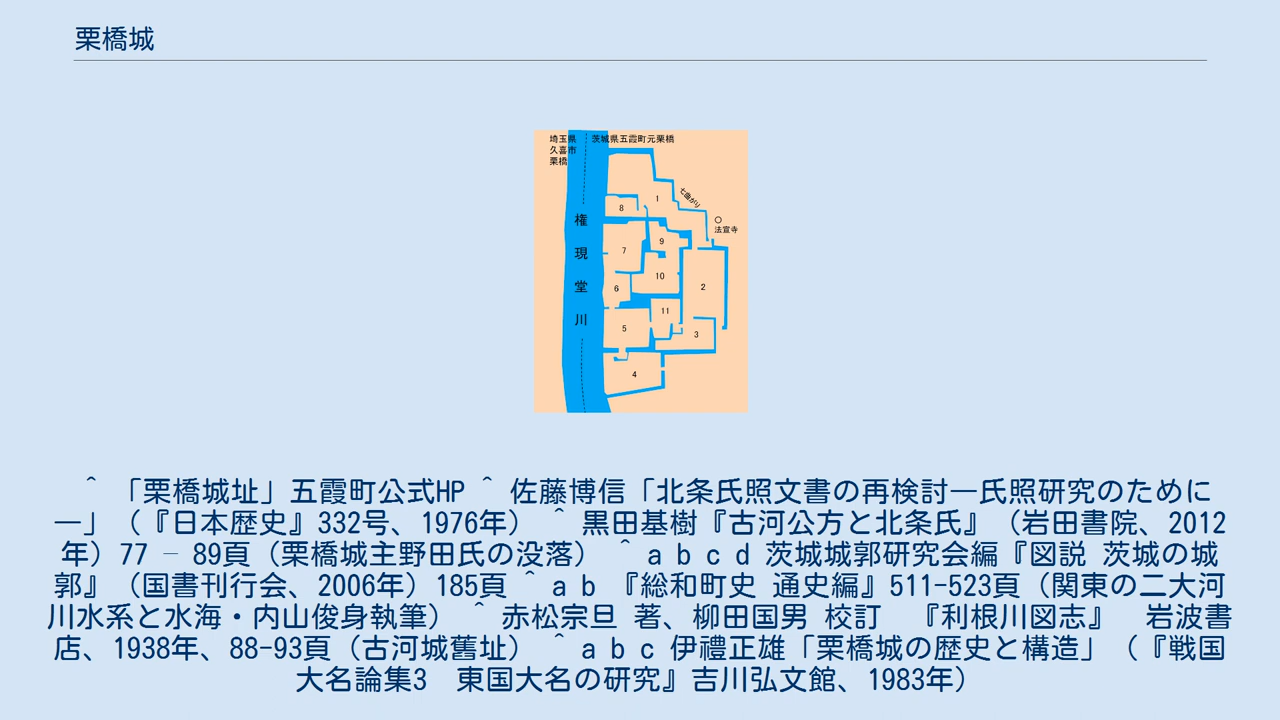 栗橋城
埼玉県
久喜市
栗橋
茨城県五霞町元栗橋
七曲がり
法宣寺
権
現
堂
川
1
8
9
7
10
2
6
11
5
3
4
^ 「栗橋城址」五霞町公式HP ^ 佐藤博信「北条氏照文書の再検討―氏照研究のために
―」（『日本歴史』332号、1976年） ^ 黒田基樹『古河公方と北条氏』（岩田書院、2012
年）77 – 89頁（栗橋城主野田氏の没落） ^ a b c d 茨城城郭研究会編『図説 茨城の城
郭』（国書刊行会、2006年）185頁 ^ a b 『総和町史 通史編』511-523頁（関東の二大河
川水系と水海・内山俊身執筆） ^ 赤松宗旦 著、柳田国男 校訂　『利根川図志』　岩波書
店、1938年、88-93頁（古河城舊址） ^ a b c 伊禮正雄「栗橋城の歴史と構造」（『戦国
大名論集3　東国大名の研究』吉川弘文館、1983年）